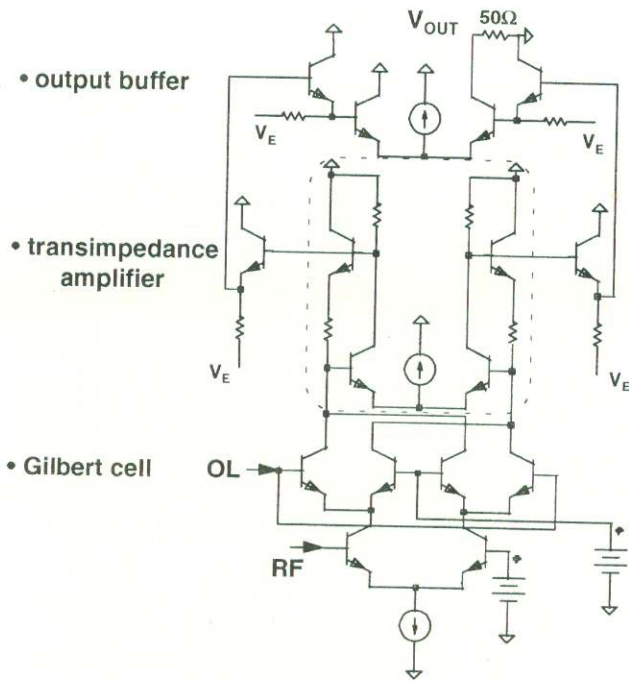 V_OUT 50Ω
• output buffer
V_E V_E
• transimpedance
amplifier
V_E V_E
• Gilbert cell OL
RF